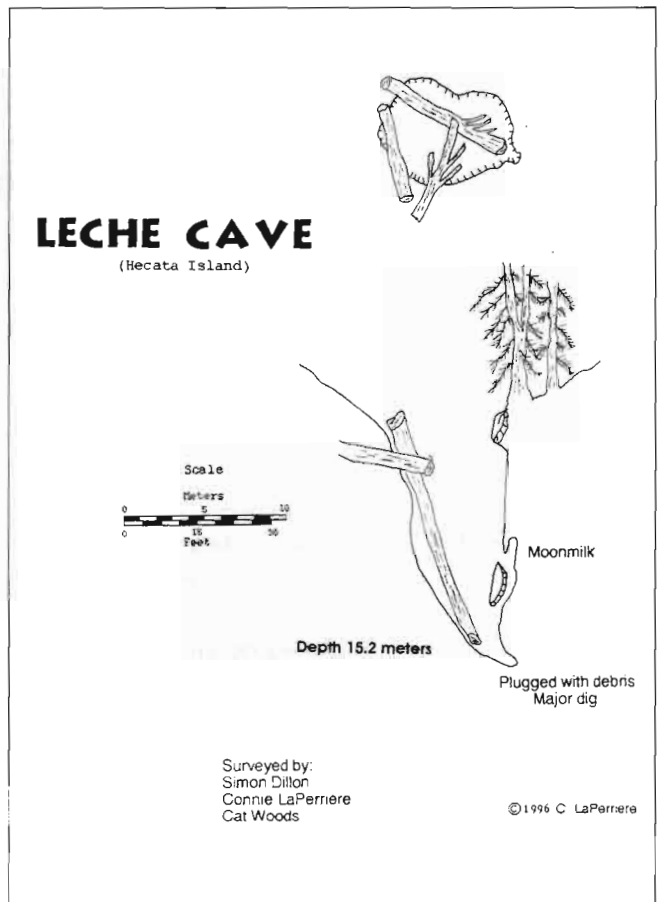 LECHE CAVE
(Hecata Island)
Scale
Meters
0 5 10
0 15 30
Feet
Moonmilk
Depth 15.2 meters
Plugged with debris
Major dig
Surveyed by:
Simon Dillon
Connie LaPerriere
Cat Woods
©1996 C LaPerriere